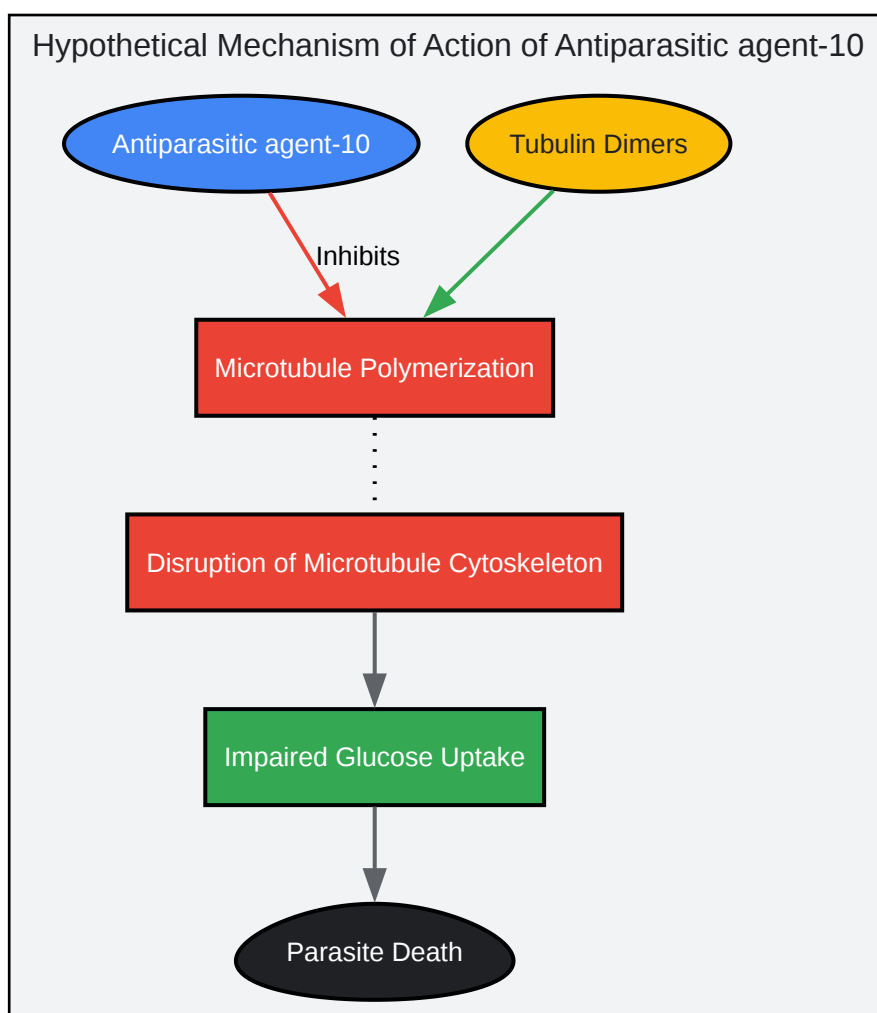 Hypothetical Mechanism of Action of Antiparasitic agent-10
Antiparasitic agent-10
Tubulin Dimers
Inhibits
Microtubule Polymerization
Disruption of Microtubule Cytoskeleton
Impaired Glucose Uptake
Parasite Death